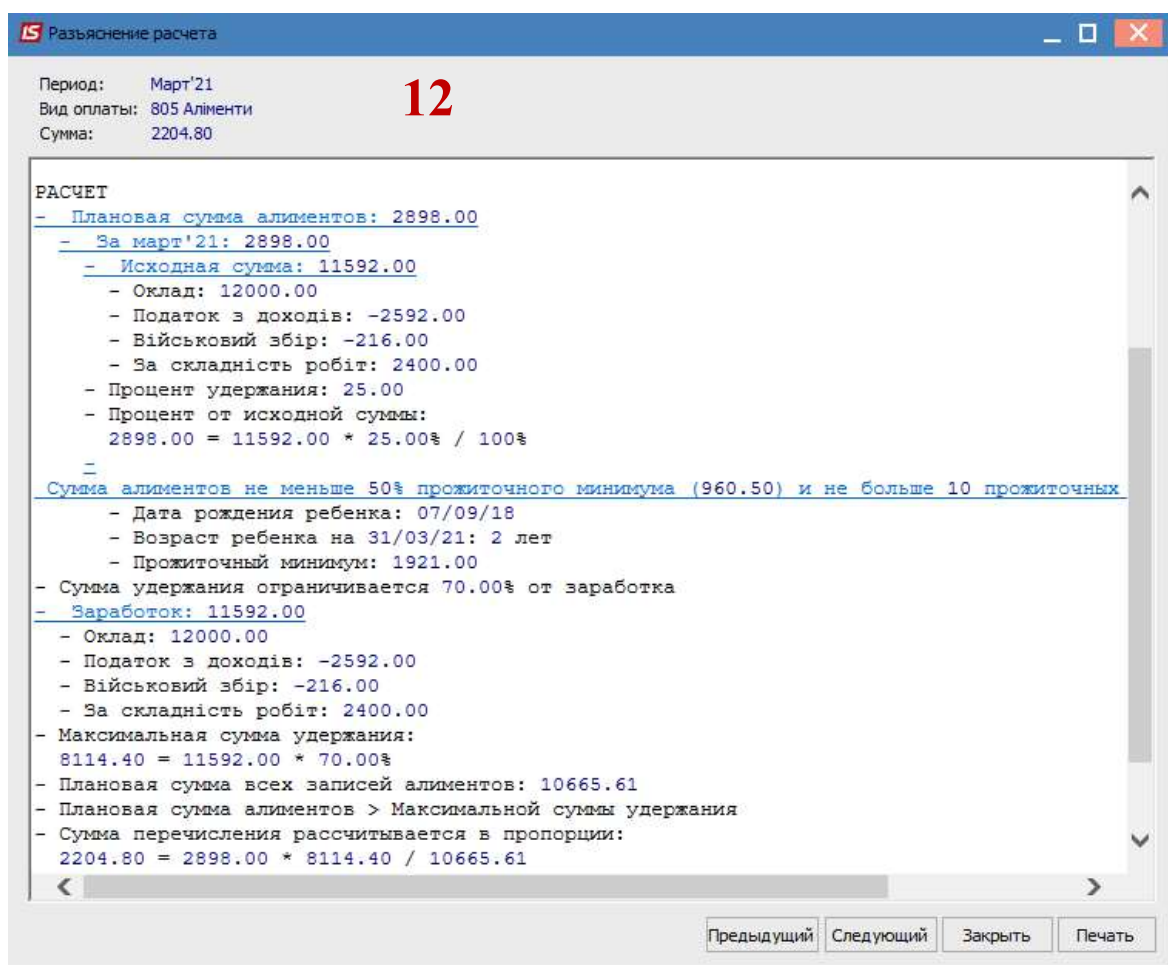 IS Разъяснение расчета
Период: Март'21
12
Вид оплаты: 805 Аліменти
Сумма: 2204.80
РАСЧЕТ
- Плановая сумма алиментов: 2898.00
- За март'21: 2898.00
- Исходная сумма: 11592.00
- Оклад: 12000.00
- Податок з доходів: -2592.00
- Військовий збір: -216.00
- За складність робіт: 2400.00
- Процент удержания: 25.00
- Процент от исходной суммы:
2898.00 = 11592.00 * 25.00% / 100%
-
Сумма алиментов не меньше 50% прожиточного минимума (960.50) и не больше 10 прожиточных
- Дата рождения ребенка: 07/09/18
- Возраст ребенка на 31/03/21: 2 лет
- Прожиточный минимум: 1921.00
- Сумма удержания ограничивается 70.00% от заработка
- Заработок: 11592.00
- Оклад: 12000.00
- Податок з доходів: -2592.00
- Військовий збір: -216.00
- За складність робіт: 2400.00
- Максимальная сумма удержания:
8114.40 = 11592.00 * 70.00%
- Плановая сумма всех записей алиментов: 10665.61
- Плановая сумма алиментов > Максимальной суммы удержания
- Сумма перечисления рассчитывается в пропорции:
2204.80 = 2898.00 * 8114.40 / 10665.61
Предыдущий Следующий Закрыть Печать